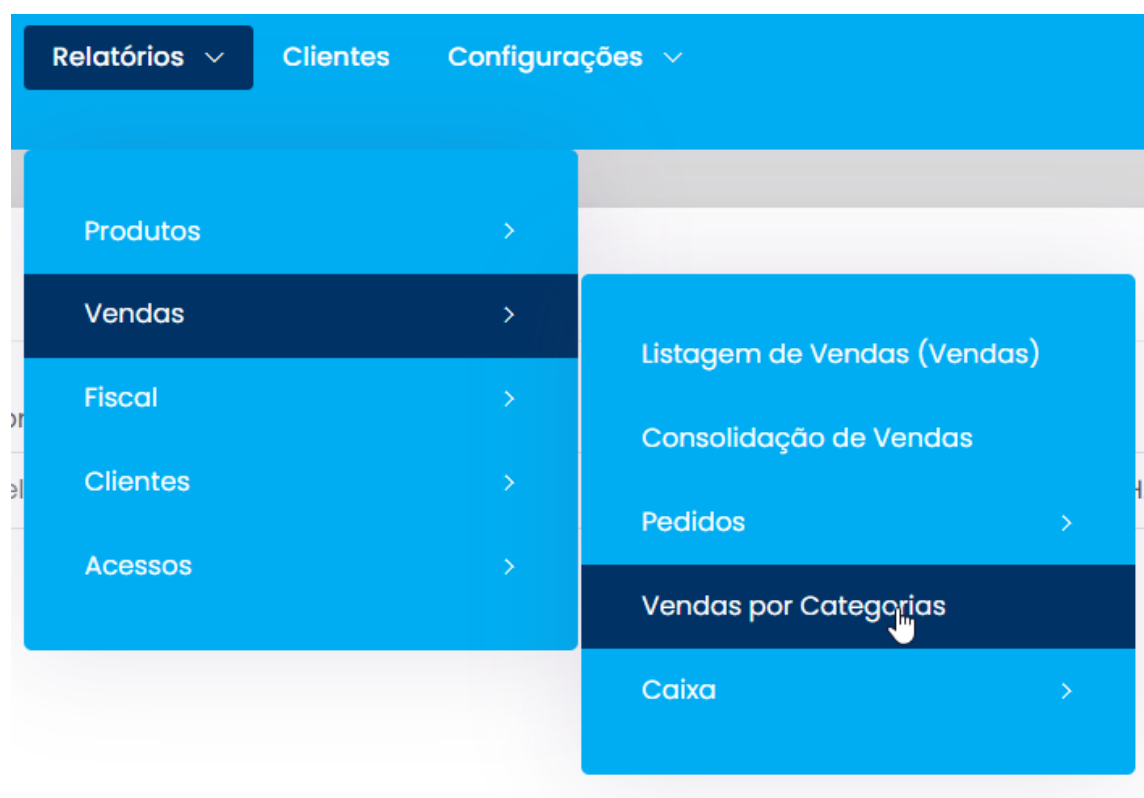 Relatórios Clientes Configurações
Produtos
Vendas
Fiscal
Clientes
Acessos
Listagem de Vendas (Vendas)
Consolidação de Vendas
Pedidos
Vendas por Categorias
Caixa